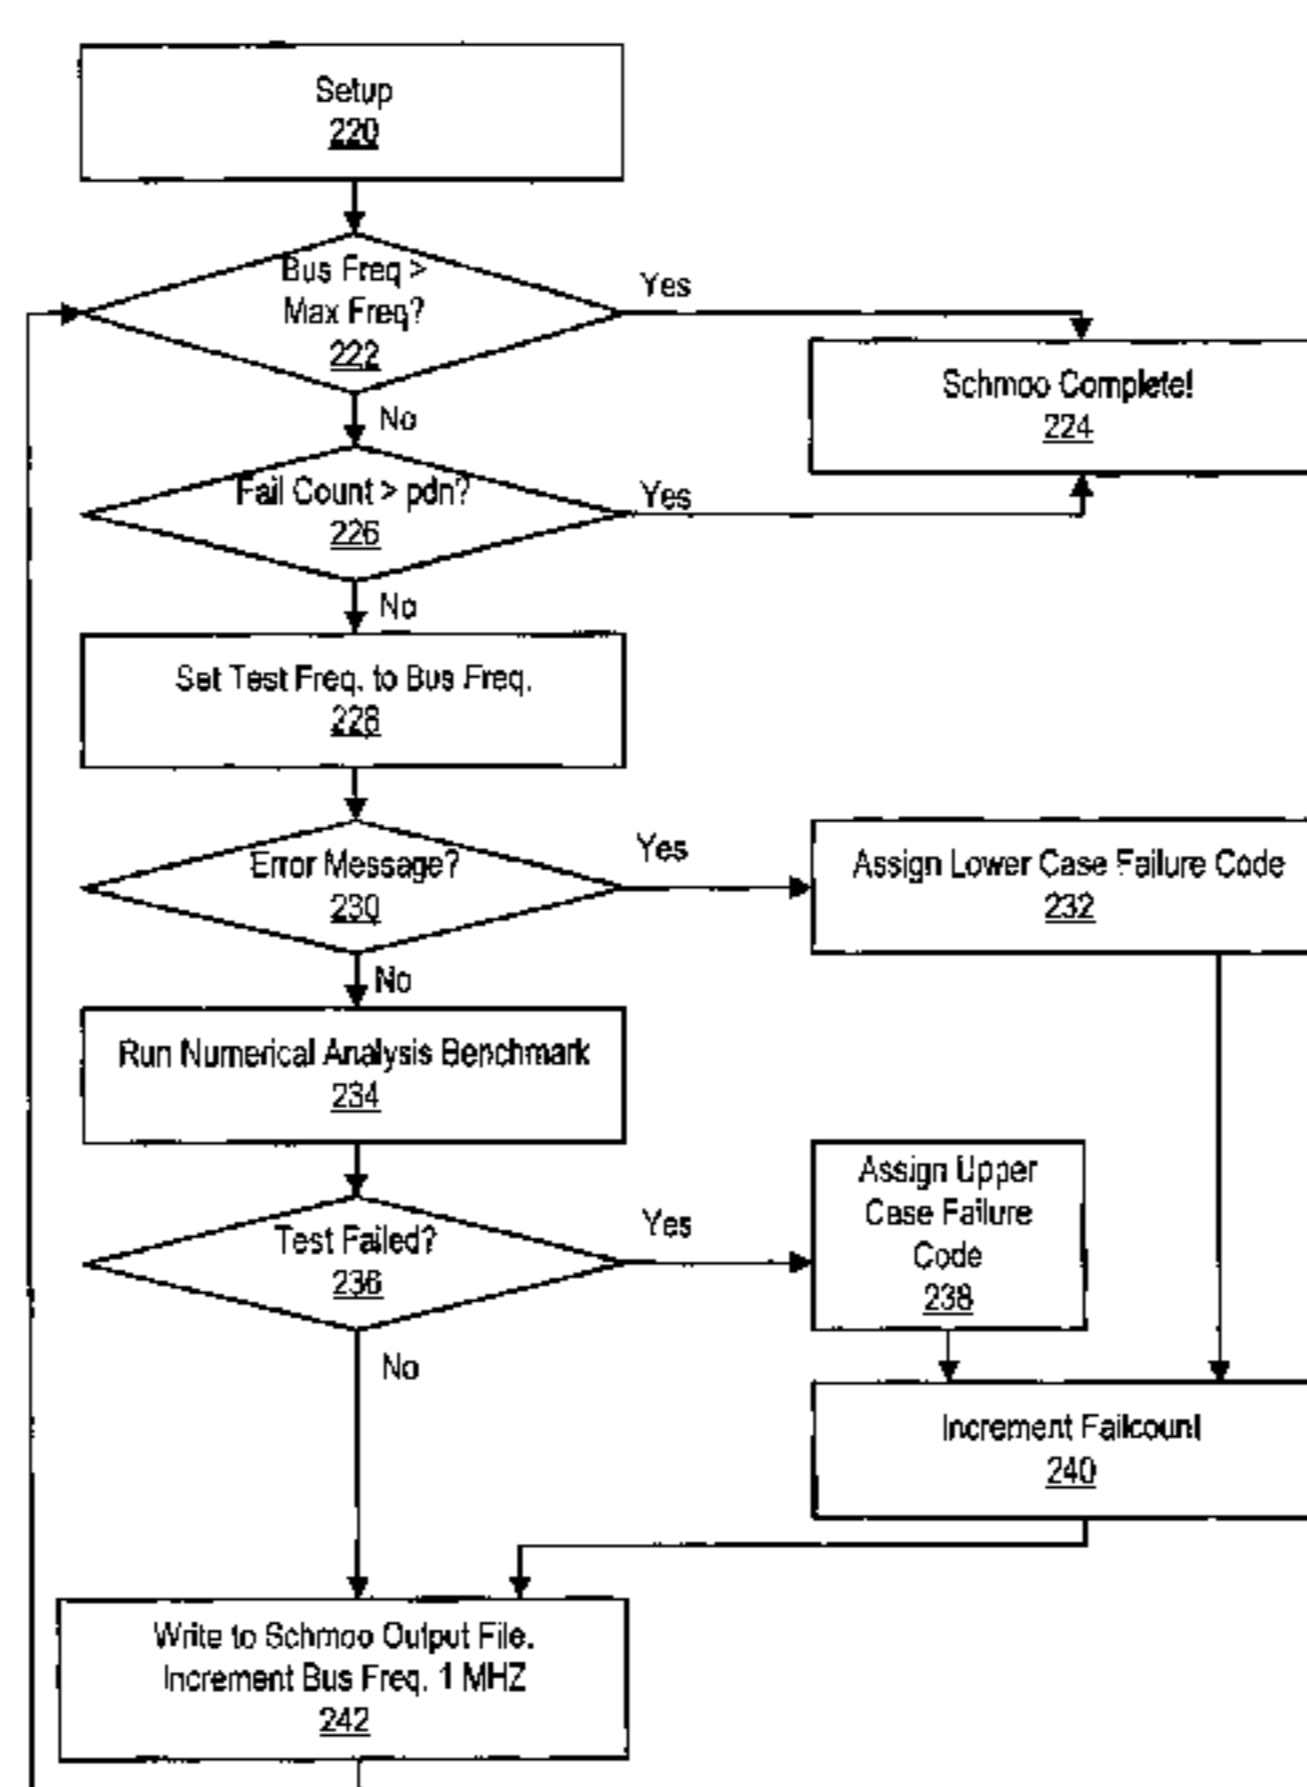 Setup
220
Bus Freq >
Max Freq?
222
Yes
Schmoo Complete!
224
No
Fail Count > pdn?
226
Yes
No
Set Test Freq. to Bus Freq.
228
Error Message?
230
Yes
Assign Lower Case Failure Code
232
No
Run Numerical Analysis Benchmark
234
Test Failed?
236
Yes
Assign Upper
Case Failure
Code
238
No
Increment Failcount
240
Write to Schmoo Output File.
Increment Bus Freq. 1 MHZ
242